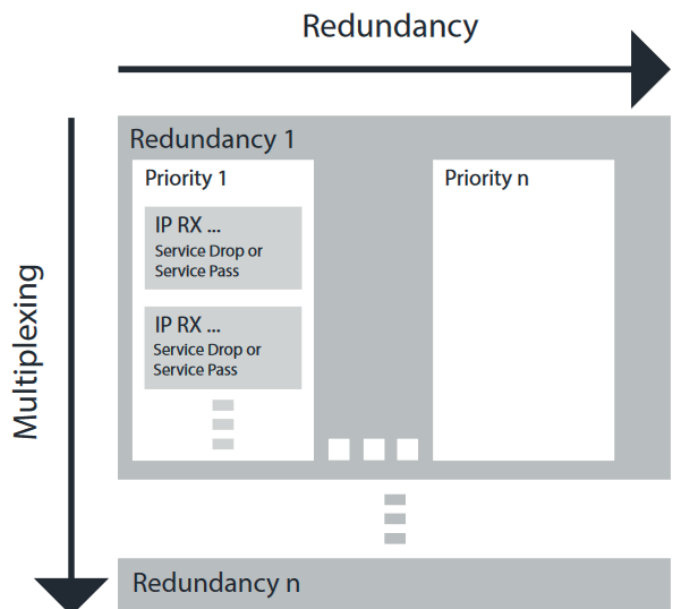 Redundancy
Multiplexing
Redundancy 1
Priority 1
IP RX ...
Service Drop or
Service Pass
IP RX ...
Service Drop or
Service Pass
Priority n
Redundancy n